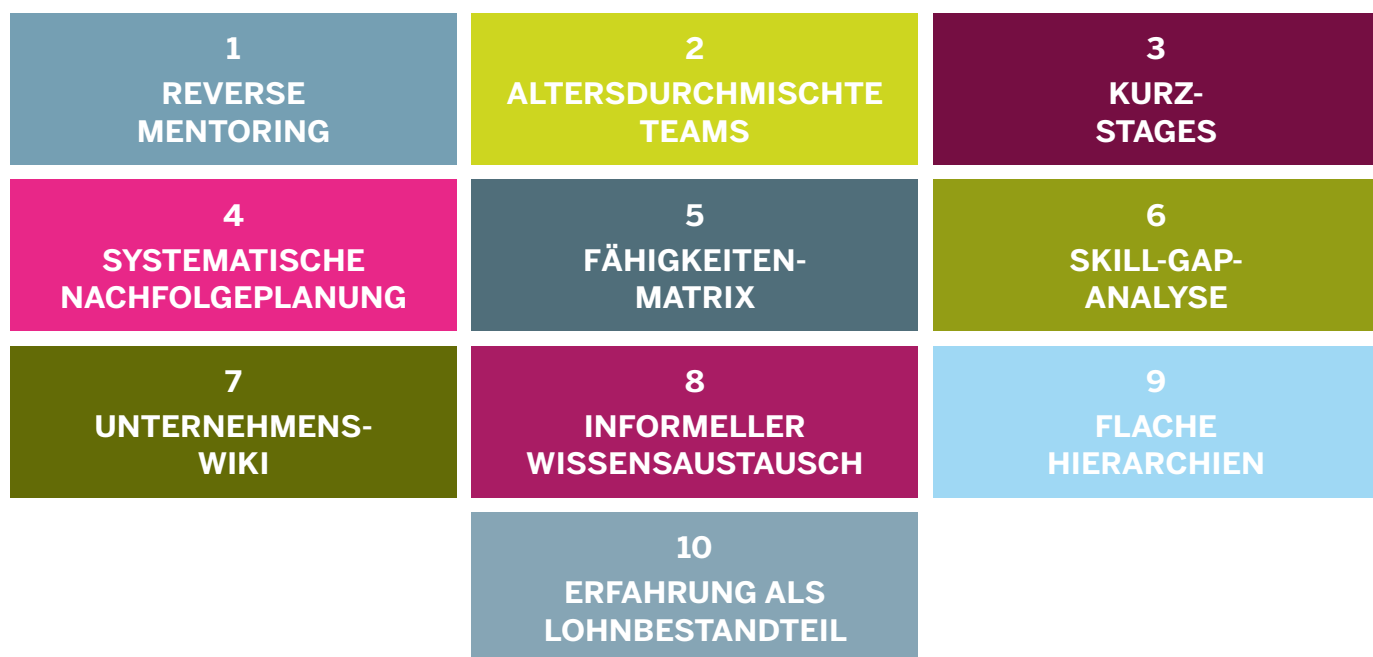 1
REVERSE
MENTORING
2
ALTERSDURCHMISCHTE
TEAMS
3
KURZ-
STAGES
4
SYSTEMATISCHE
NACHFOLGEPLANUNG
5
FÄHIGKEITEN-
MATRIX
6
SKILL-GAP-
ANALYSE
7
UNTERNEHMENS-
WIKI
8
INFORMELLER
WISSENSAUSTAUSCH
9
FLACHE
HIERARCHIEN
10
ERFAHRUNG ALS
LOHNBESTANDTEIL